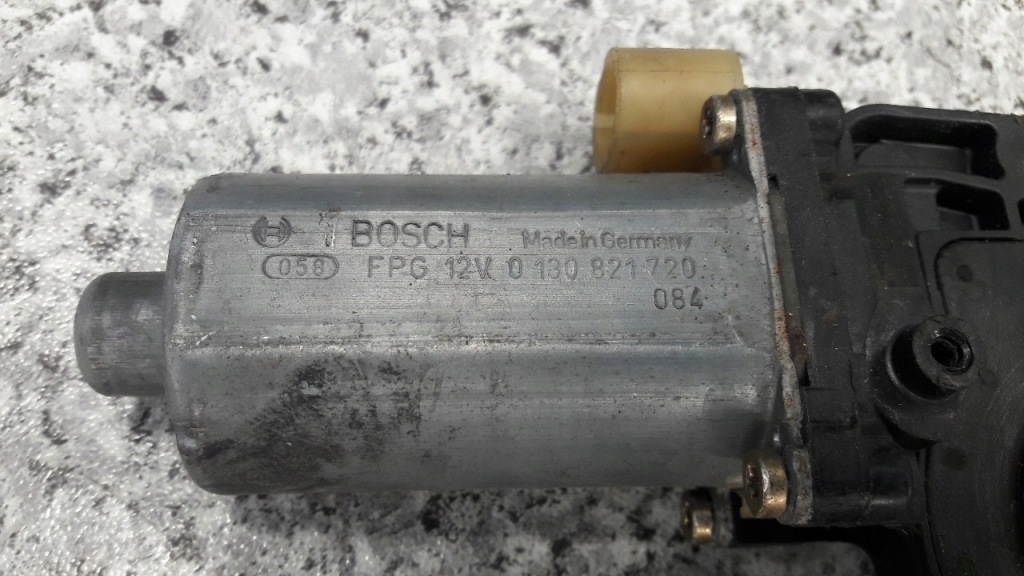 BOSCH Made in Germany
058 FPG 12V 0 130 821 720
084